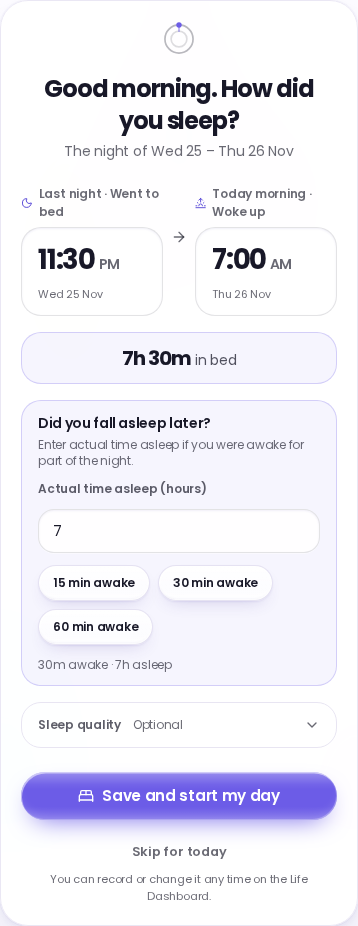 Good morning. How did
you sleep?
The night of Wed 25 – Thu 26 Nov
Last night · Went to
bed
Today morning ·
Woke up
11:30 PM
Wed 25 Nov
→
7:00 AM
Thu 26 Nov
7h 30m in bed
Did you fall asleep later?
Enter actual time asleep if you were awake for
part of the night.
Actual time asleep (hours)
7
15 min awake
30 min awake
60 min awake
30m awake · 7h asleep
Sleep quality Optional
Save and start my day
Skip for today
You can record or change it any time on the Life
Dashboard.